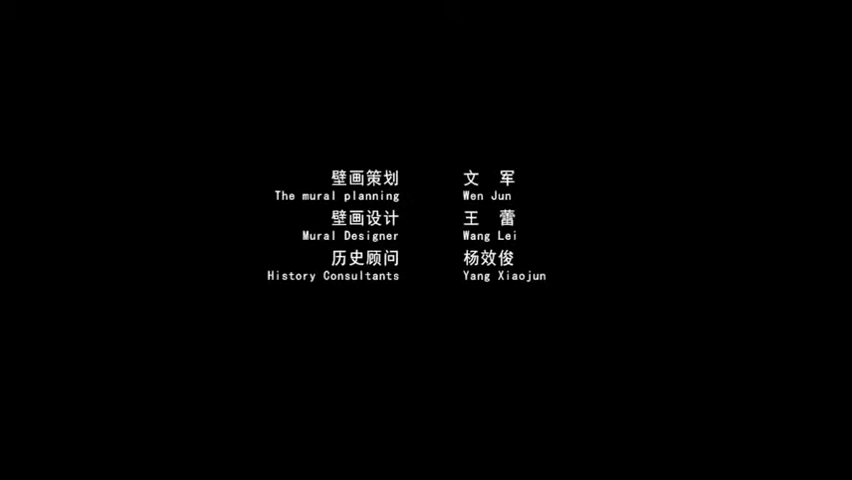 壁画策划 文 军
The mural planning Wen Jun
壁画设计 王 蕾
Mural Designer Wang Lei
历史顾问 杨效俊
History Consultants Yang Xiaojun